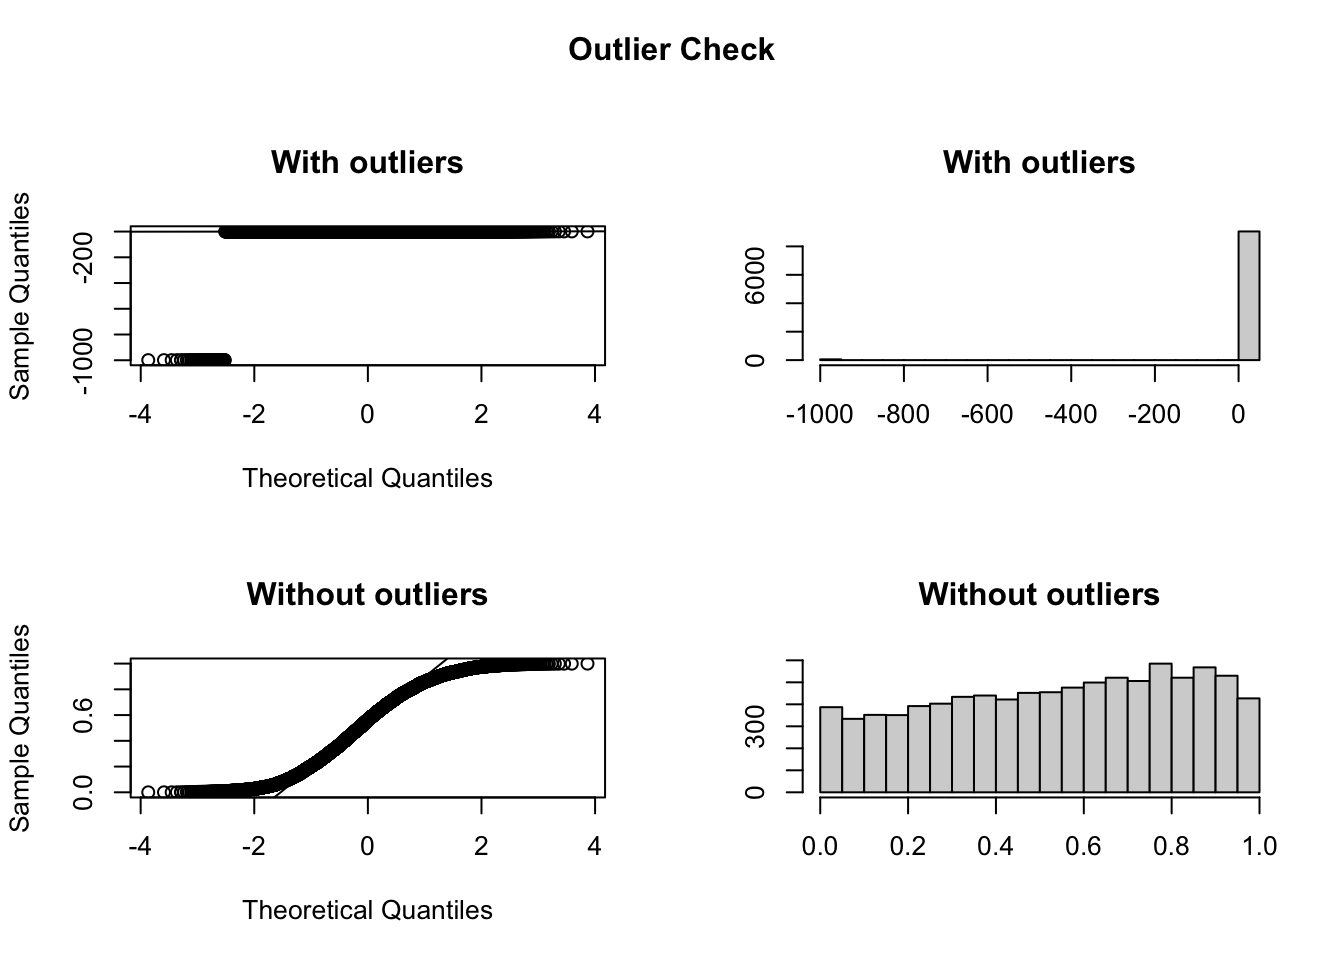 Outlier Check
With outliers
Sample Quantiles
-200
-1000
-4 -2 0 2 4
Theoretical Quantiles
With outliers
6000
0
-1000 -800 -600 -400 -200 0
Without outliers
Sample Quantiles
0.6
0.0
-4 -2 0 2 4
Theoretical Quantiles
Without outliers
300
0
0.0 0.2 0.4 0.6 0.8 1.0